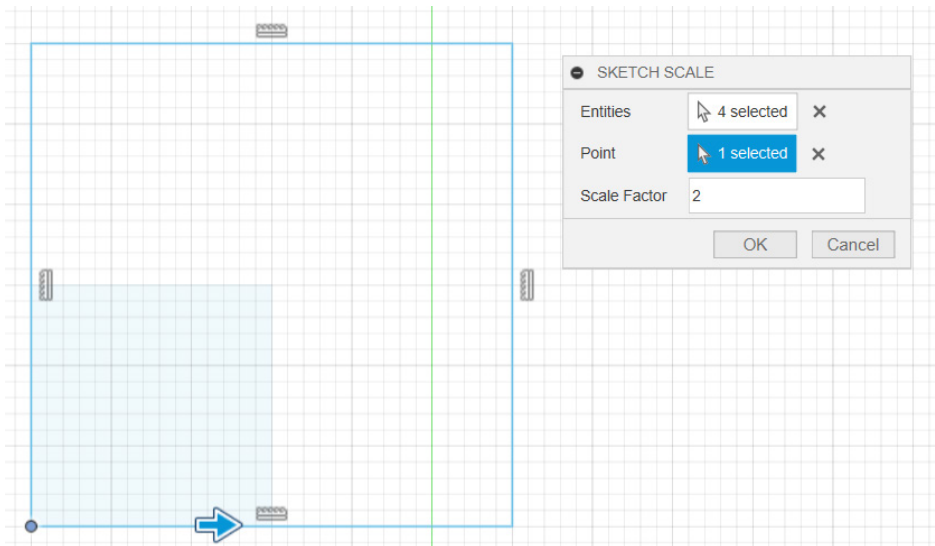 SKETCH SCALE
Entities 4 selected
Point 1 selected
Scale Factor 2
OK Cancel